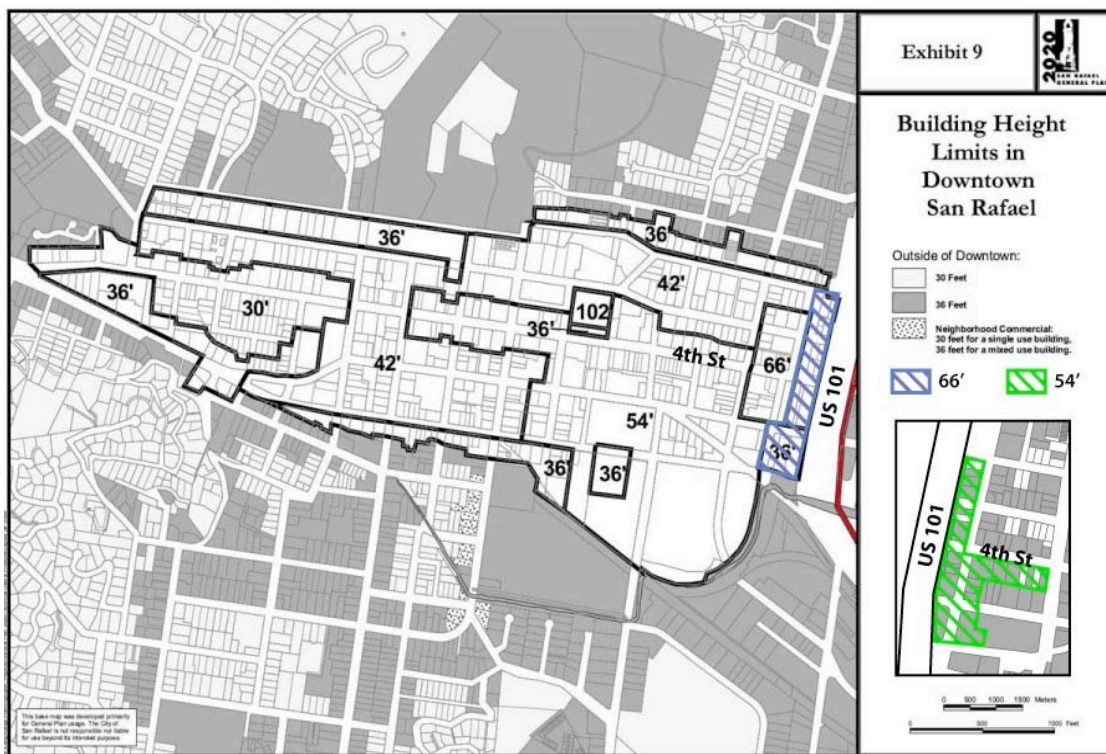 Exhibit 9
2020
SAN RAFAEL
GENERAL PLAN
Building Height
Limits in
Downtown
San Rafael
Outside of Downtown:
30 Feet
36 Feet
Neighborhood Commercial:
30 feet for a single use building,
36 feet for a mixed use building.
66'
54'
US 101
4th St
0 500 1000 1500 Meters
0 500 1000 Feet
36'
36'
42'
36'
30'
102
36'
4th St
66'
42'
US 101
54'
36'
36'
36'
This base map was developed primarily
for General Plan usage. The City of
San Rafael is not responsible nor liable
for use beyond its intended purpose.